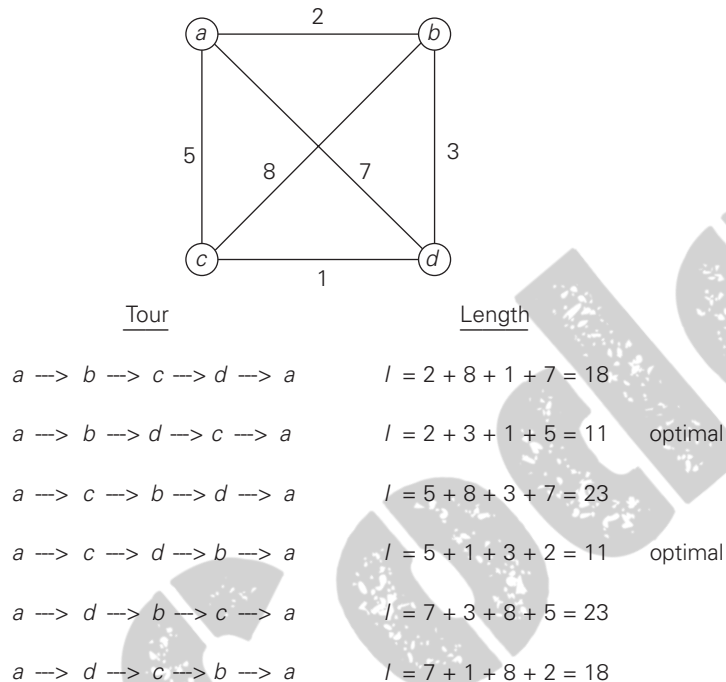 2
a b
5 8 7 3
c d
1
Tour Length
a ---> b ---> c ---> d ---> a l = 2 + 8 + 1 + 7 = 18
a ---> b ---> d ---> c ---> a l = 2 + 3 + 1 + 5 = 11 optimal
a ---> c ---> b ---> d ---> a l = 5 + 8 + 3 + 7 = 23
a ---> c ---> d ---> b ---> a l = 5 + 1 + 3 + 2 = 11 optimal
a ---> d ---> b ---> c ---> a l = 7 + 3 + 8 + 5 = 23
a ---> d ---> c ---> b ---> a l = 7 + 1 + 8 + 2 = 18